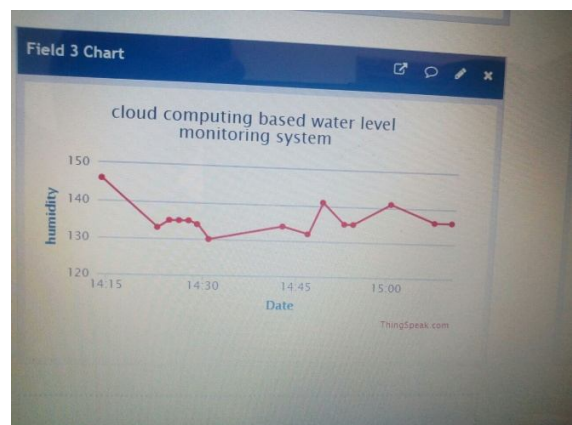 Field 3 Chart
cloud computing based water level
monitoring system
150
140
130
120
humidity
14:15
14:30
14:45
15:00
Date
ThingSpeak.com